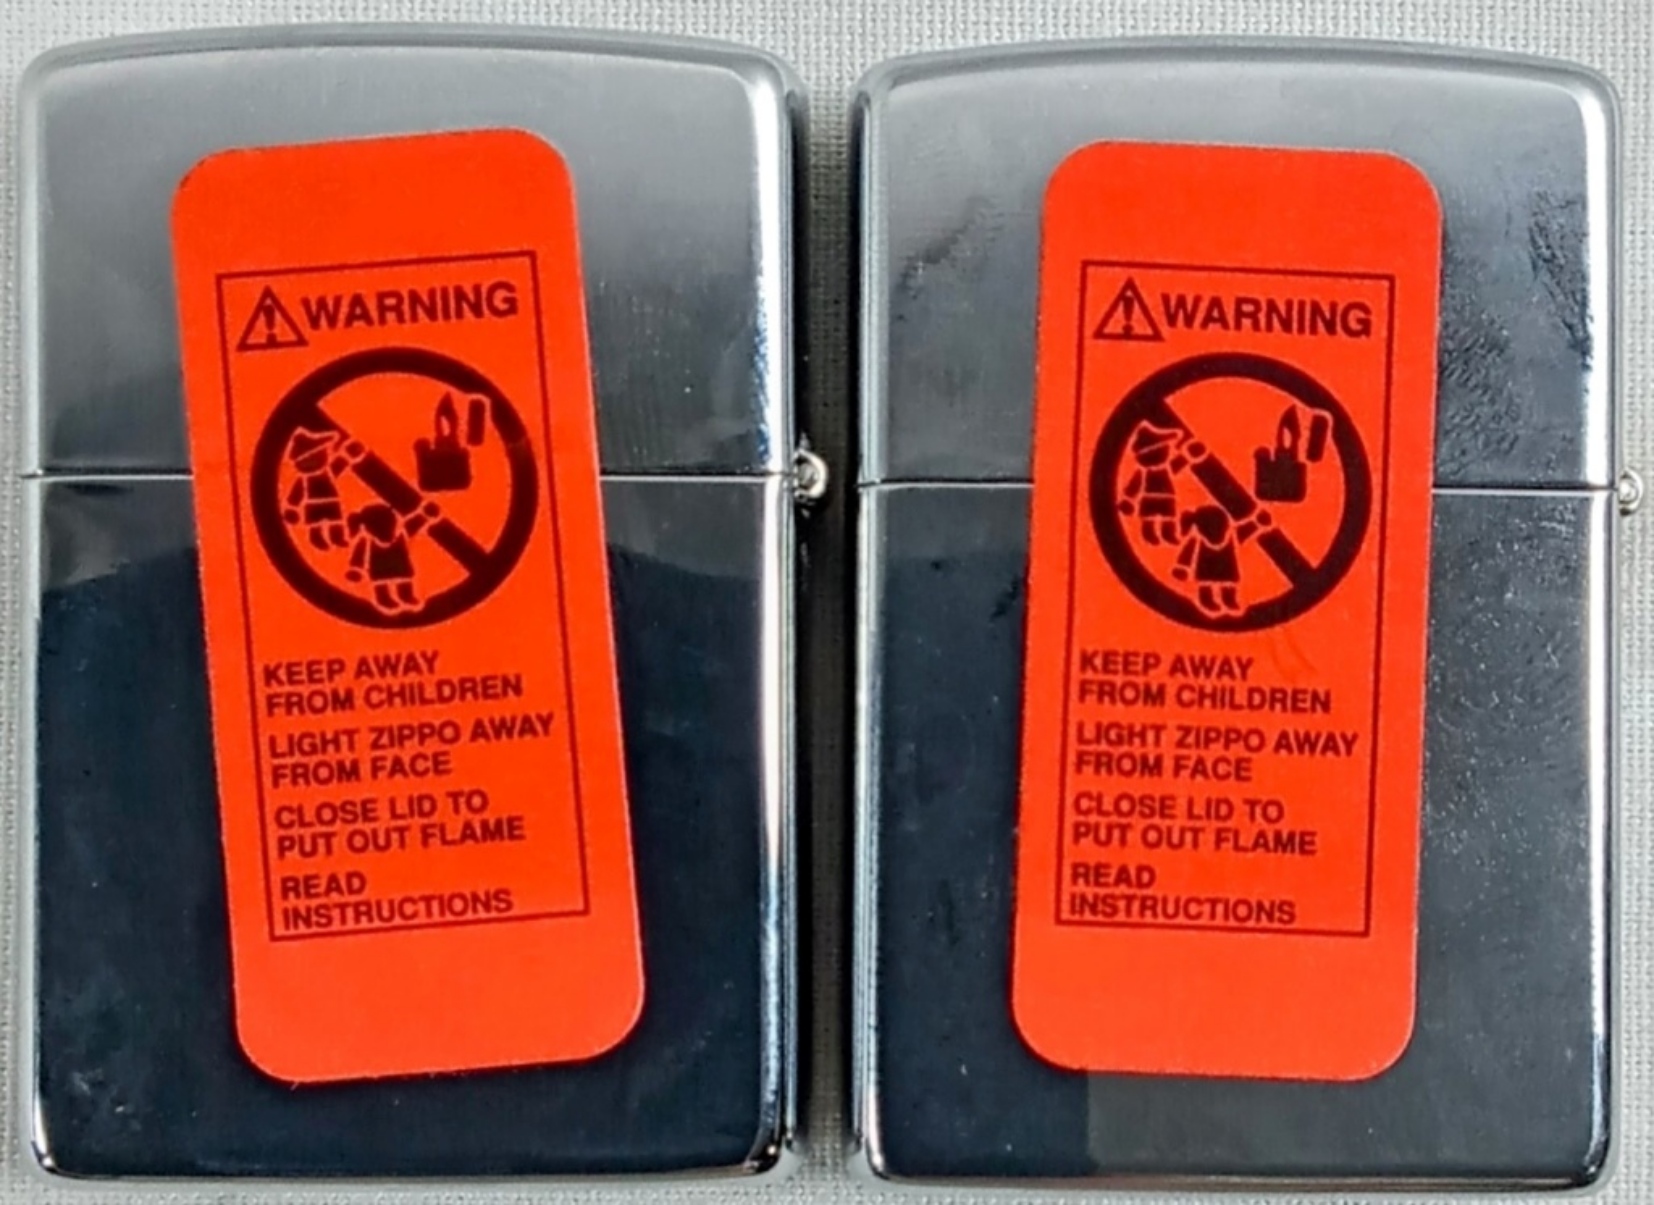 WARNING
KEEP AWAY
FROM CHILDREN
LIGHT ZIPPO AWAY
FROM FACE
CLOSE LID TO
PUT OUT FLAME
READ
INSTRUCTIONS
WARNING
KEEP AWAY
FROM CHILDREN
LIGHT ZIPPO AWAY
FROM FACE
CLOSE LID TO
PUT OUT FLAME
READ
INSTRUCTIONS